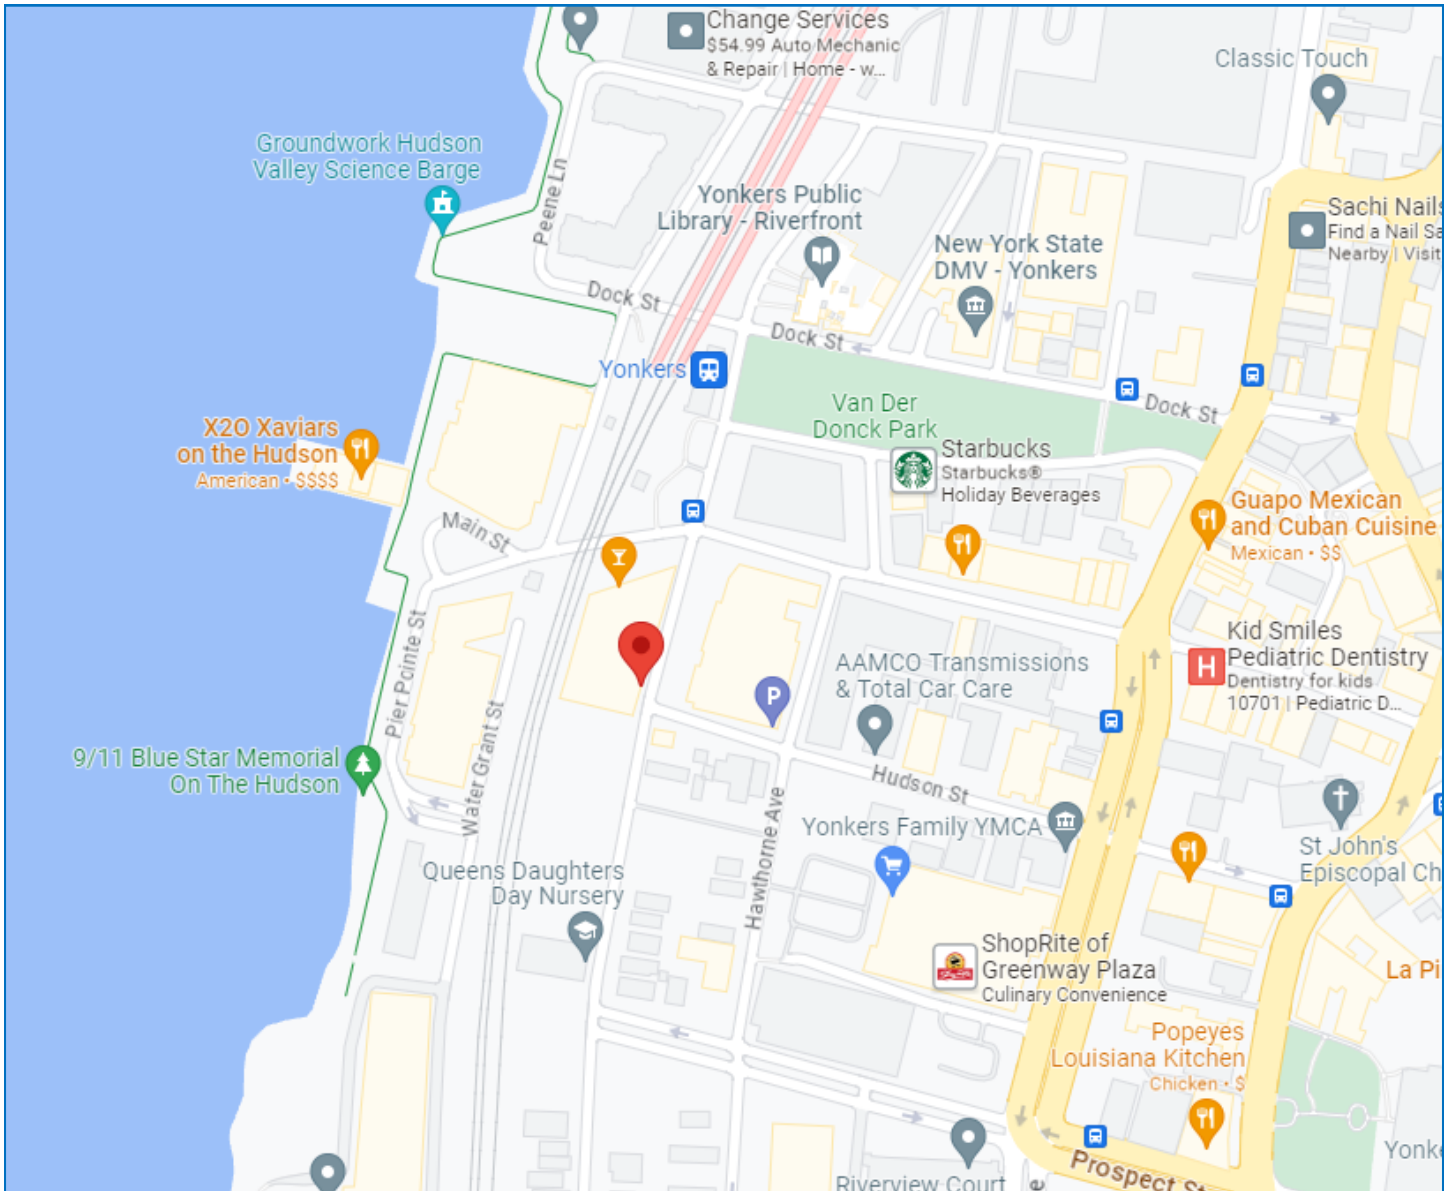 Change Services
$54.99 Auto Mechanic
& Repair | Home - w...
Classic Touch
Groundwork Hudson
Valley Science Barge
Peene Ln
Yonkers Public
Library - Riverfront
New York State
DMV - Yonkers
Sachi Nails
Find a Nail Sa
Nearby | Visit
Dock St
Dock St
Yonkers
Van Der
Donck Park
Dock St
X2O Xaviars
on the Hudson
American • $$$$
Starbucks
Starbucks®
Holiday Beverages
Guapo Mexican
and Cuban Cuisine
Mexican • $$
Main St
Pier Pointe St
Kid Smiles
Pediatric Dentistry
Dentistry for kids
10701 | Pediatric D...
H
AAMCO Transmissions
& Total Car Care
P
9/11 Blue Star Memorial
On The Hudson
Water Grant St
Hudson St
Hawthorne Ave
Yonkers Family YMCA
St John's
Episcopal Ch
Queens Daughters
Day Nursery
ShopRite of
Greenway Plaza
Culinary Convenience
La Pi
Popeyes
Louisiana Kitchen
Chicken • $
Yonke
Prospect St
Riverview Court